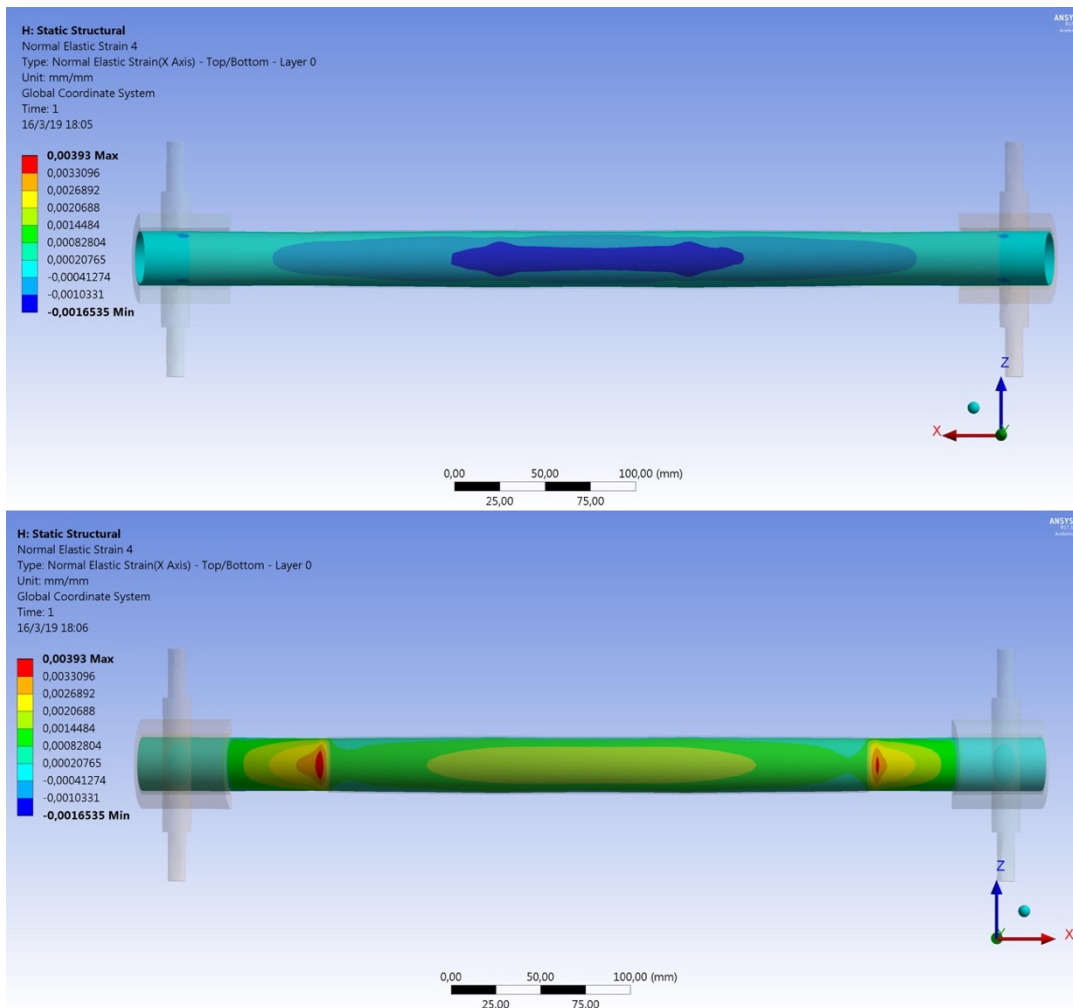 ANSYS
R17.1
Academic
H: Static Structural
Normal Elastic Strain 4
Type: Normal Elastic Strain(X Axis) - Top/Bottom - Layer 0
Unit: mm/mm
Global Coordinate System
Time: 1
16/3/19 18:05
0,00393 Max
0,0033096
0,0026892
0,0020688
0,0014484
0,00082804
0,00020765
-0,00041274
-0,0010331
-0,0016535 Min
Z
X
Y
0,00 50,00 100,00 (mm)
25,00 75,00
ANSYS
Academic
H: Static Structural
Normal Elastic Strain 4
Type: Normal Elastic Strain(X Axis) - Top/Bottom - Layer 0
Unit: mm/mm
Global Coordinate System
Time: 1
16/3/19 18:06
0,00393 Max
0,0033096
0,0026892
0,0020688
0,0014484
0,00082804
0,00020765
-0,00041274
-0,0010331
-0,0016535 Min
Z
Y
X
0,00 50,00 100,00 (mm)
25,00 75,00